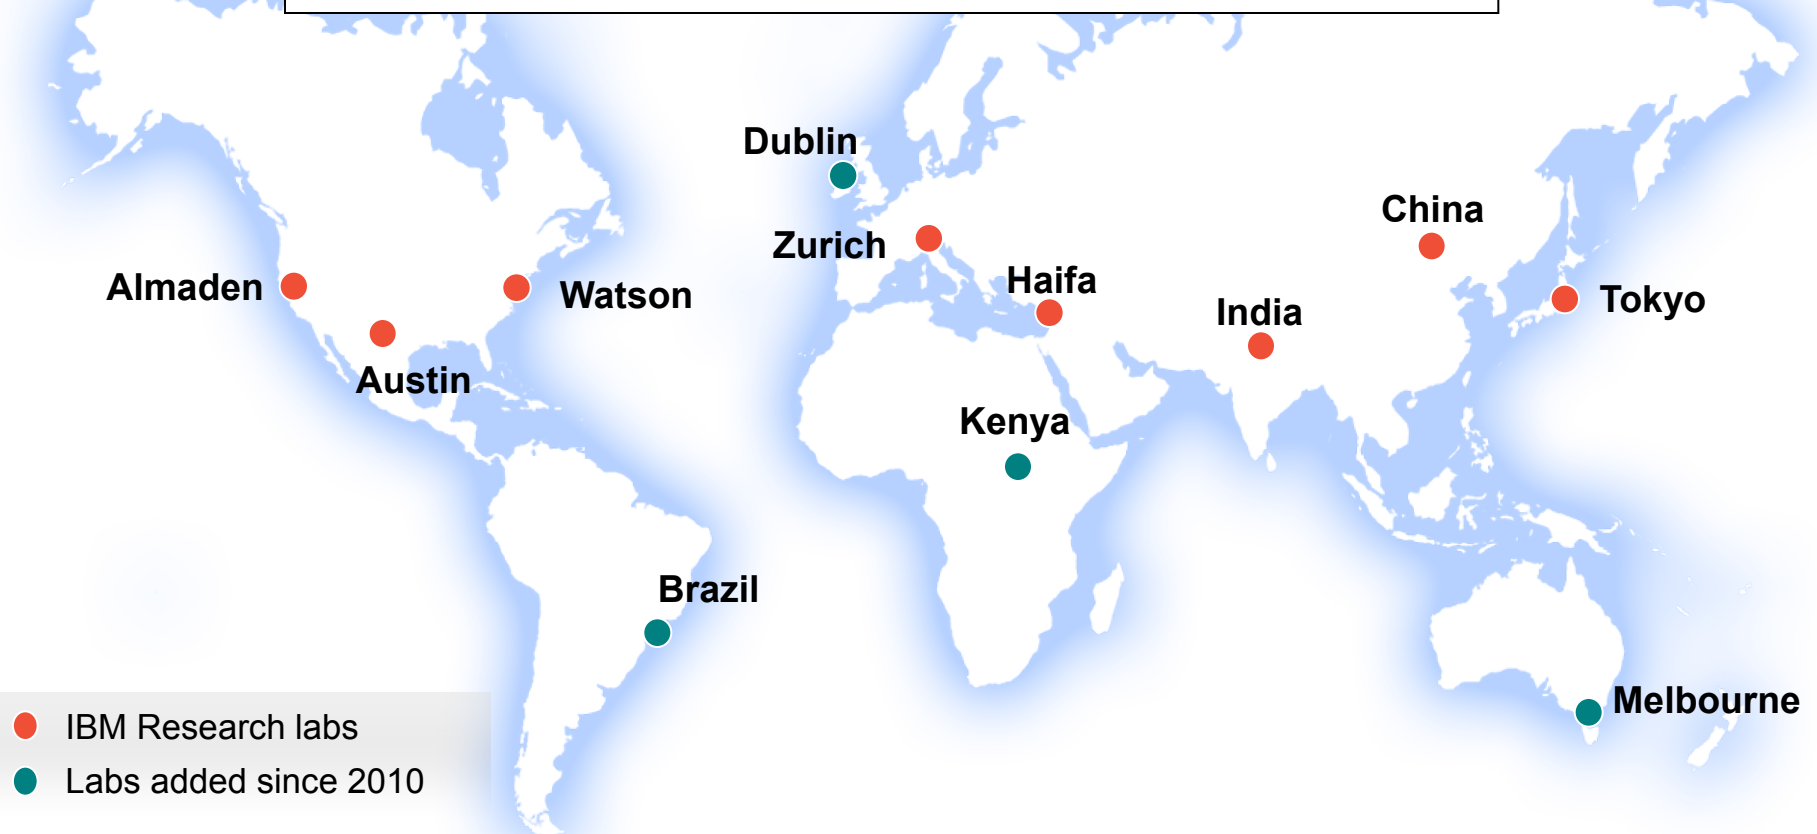 Dublin
China
Zurich
Haifa
Almaden
Watson
India
Tokyo
Austin
Kenya
Brazil
Melbourne
IBM Research labs
Labs added since 2010